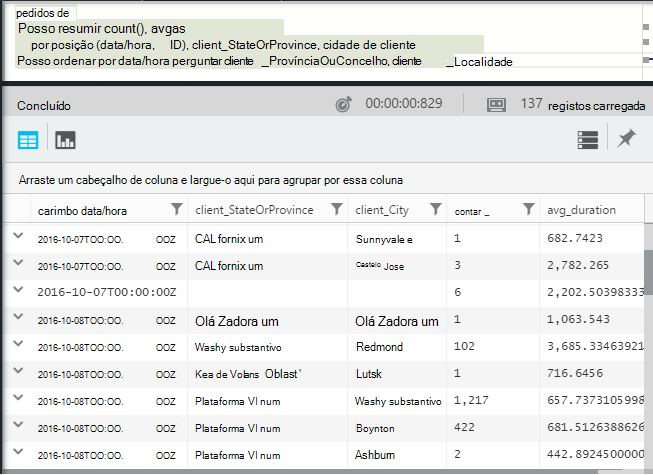 pedidos de
Posso resumir count(), avgas
por posição (data/hora, ID), client_StateOrProvince, cidade de cliente
Posso ordenar por data/hora perguntar cliente _ProvínciaOuConcelho, cliente _Localidade
Concluído 00:00:00:829 137 registos carregada
Arraste um cabeçalho de coluna e largue-o aqui para agrupar por essa coluna
carimbo data/hora client_StateOrProvince client_City contar _ avg_duration
2016-10-07TOO:OO. OOZ CAL fornix um Sunnyvale e 1 682.7423
2016-10-07TOO:OO. OOZ CAL fornix um Castelo Jose 3 2,782.265
2016-10-07T00:00:00Z 6 2,202.50398333
2016-10-08TOO:OO. OOZ Olá Zadora um Olá Zadora um 1 1,063.543
2016-10-08TOO:OO. OOZ Washy substantivo Redmond 102 3,685.33463921
2016-10-08TOO:OO. OOZ Kea de Volans Oblast' Lutsk 1 716.6456
2016-10-08TOO:OO. OOZ Plataforma VI num Washy substantivo 1,217 657.7373105998
2016-10-08TOO:OO. OOZ Plataforma VI num Boynton 422 681.5126388626
2016-10-08TOO:OO. OOZ Plataforma VI num Ashbum 2 442.8924500000